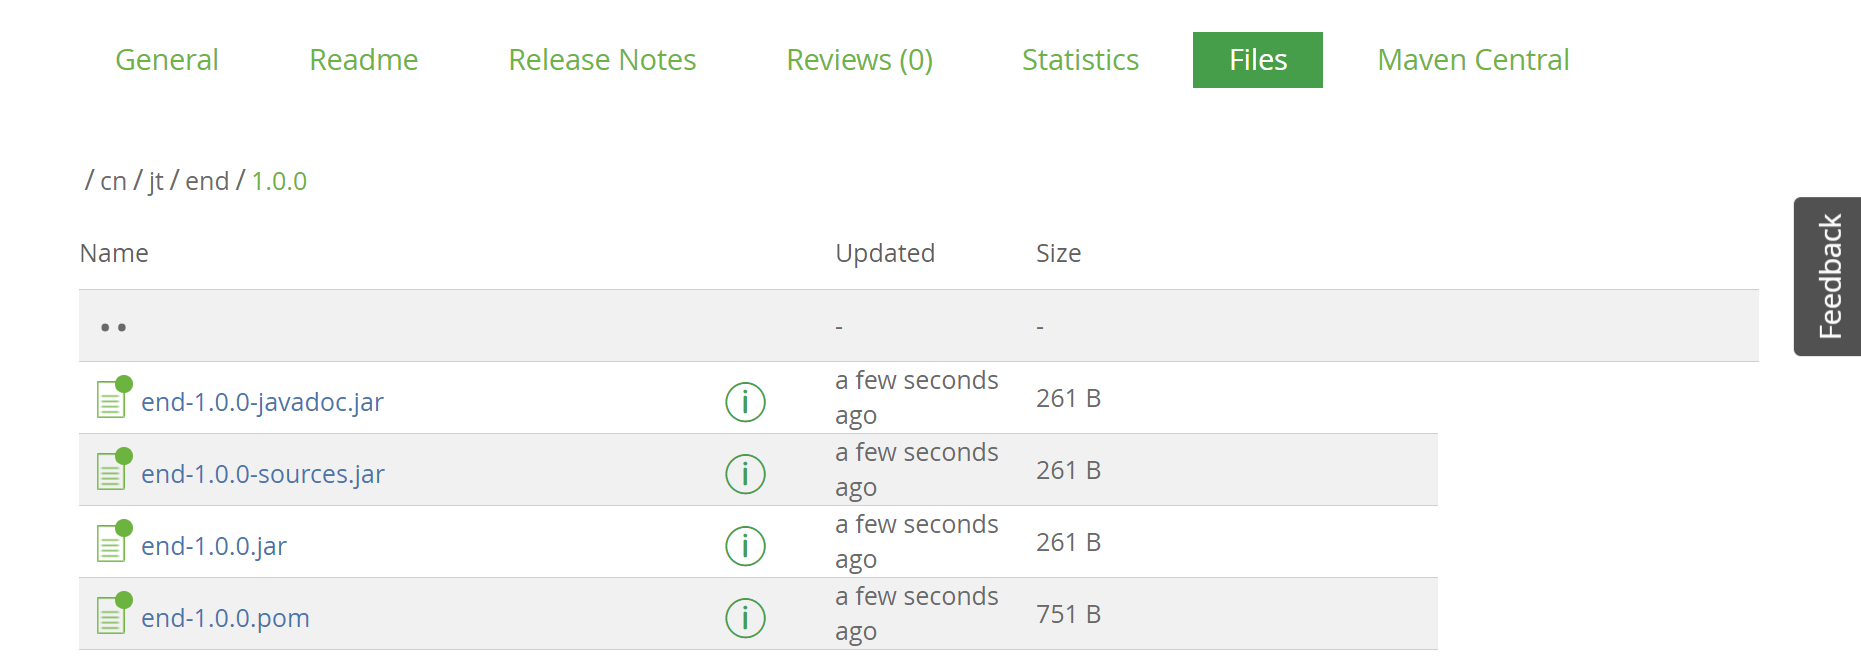 General Readme Release Notes Reviews (0) Statistics Files Maven Central
/ cn / jt / end / 1.0.0
Name Updated Size
.. - -
end-1.0.0-javadoc.jar i a few seconds ago 261 B
end-1.0.0-sources.jar i a few seconds ago 261 B
end-1.0.0.jar i a few seconds ago 261 B
end-1.0.0.pom i a few seconds ago 751 B
Feedback